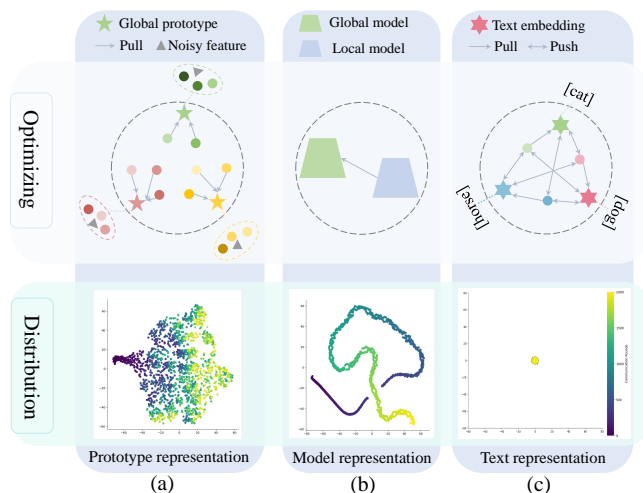 Global prototype
Pull Noisy feature
Global model
Local model
Text embedding
Pull Push
Optimizing
[cat]
[horse]
[dog]
Distribution
Prototype representation
Model representation
Text representation
(a)
(b)
(c)